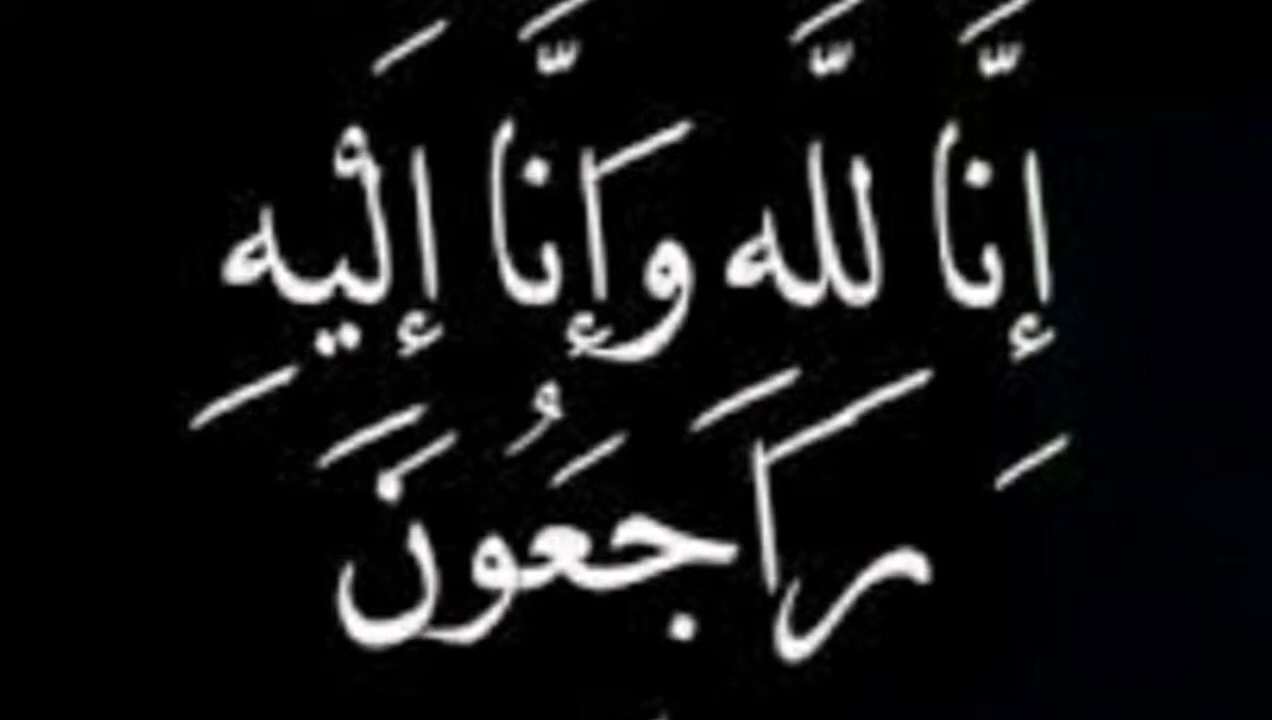 إِنَّا لِلَّهِ وَإِنَّا إِلَيْهِ
رَاجِعُونَ